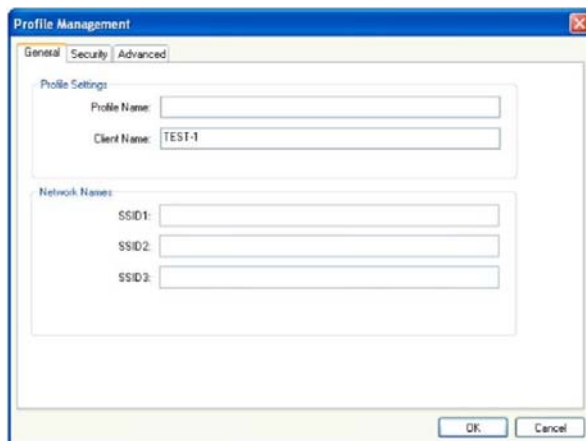 Profile Management
General Security Advanced
Profile Settings
Profile Name:
Client Name: TEST-1
Network Names
SSID1:
SSID2:
SSID3:
OK Cancel